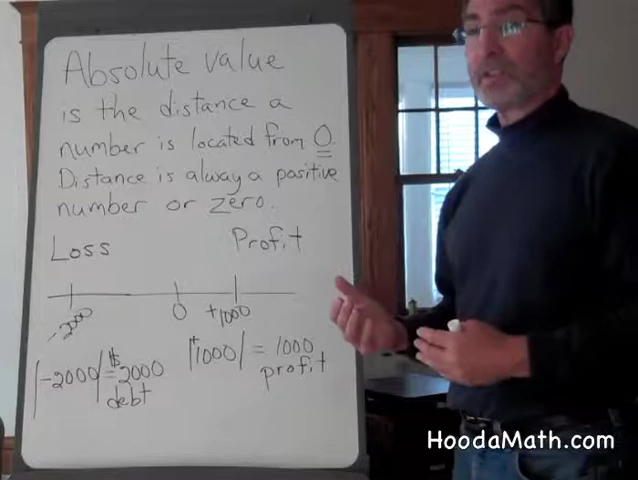 Absolute value
is the distance a
number is located from 0.
Distance is alway a positive
number or zero.
Loss Profit
-2000 0 +1000
|-2000| = $2000 |+1000| = 1000
debt profit
HoodaMath.com